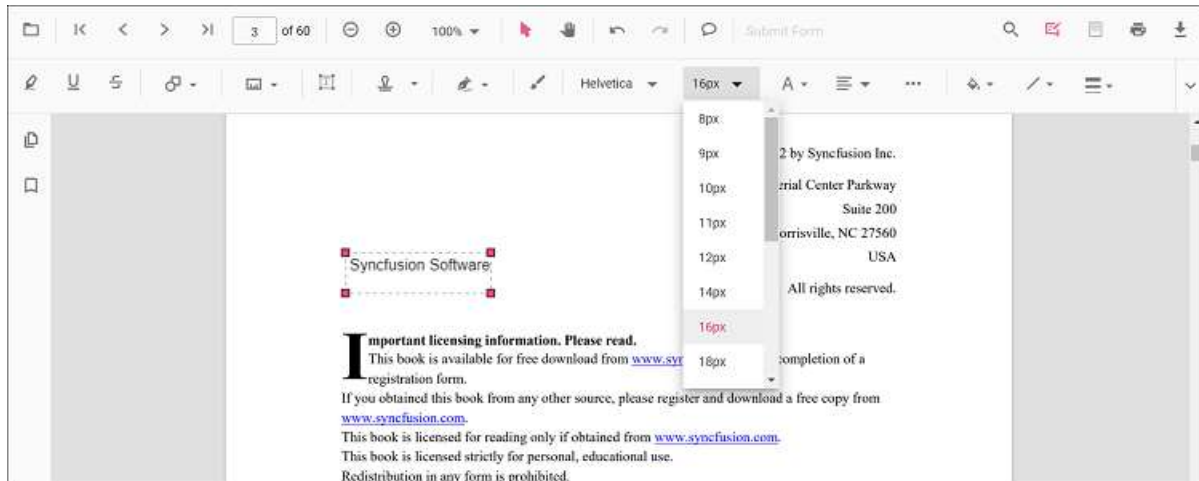 3 of 60 100% Submit Form
Helvetica 16px A
8px
9px
10px
11px
12px
14px
16px
18px
2 by Syncfusion Inc.
erial Center Parkway
Suite 200
orrisville, NC 27560
USA
All rights reserved.
Syncfusion Software
Important licensing information. Please read.
This book is available for free download from www.syn completion of a
registration form.
If you obtained this book from any other source, please register and download a free copy from
www.syncfusion.com.
This book is licensed for reading only if obtained from www.syncfusion.com.
This book is licensed strictly for personal, educational use.
Redistribution in any form is prohibited.